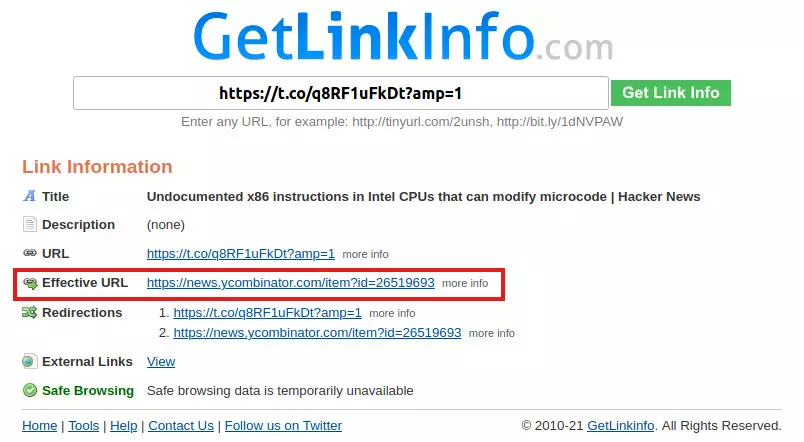 GetLinkInfo.com
https://t.co/q8RF1uFkDt?amp=1 Get Link Info
Enter any URL, for example: http://tinyurl.com/2unsh, http://bit.ly/1dNVPAW
Link Information
Title Undocumented x86 instructions in Intel CPUs that can modify microcode | Hacker News
Description (none)
URL https://t.co/q8RF1uFkDt?amp=1 more info
Effective URL https://news.ycombinator.com/item?id=26519693 more info
Redirections 1. https://t.co/q8RF1uFkDt?amp=1 more info
2. https://news.ycombinator.com/item?id=26519693 more info
External Links View
Safe Browsing Safe browsing data is temporarily unavailable
Home | Tools | Help | Contact Us | Follow us on Twitter © 2010-21 GetLinkinfo. All Rights Reserved.